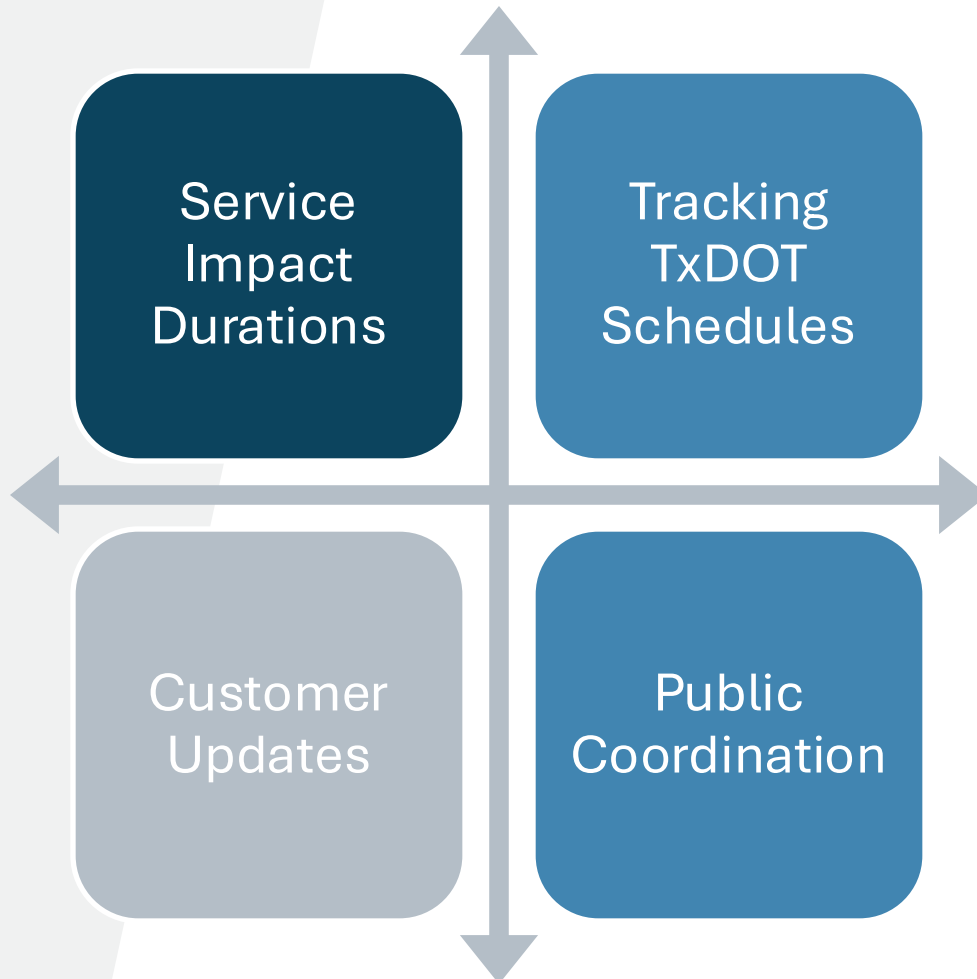 Service
Impact
Durations
Tracking
TxDOT
Schedules
Customer
Updates
Public
Coordination